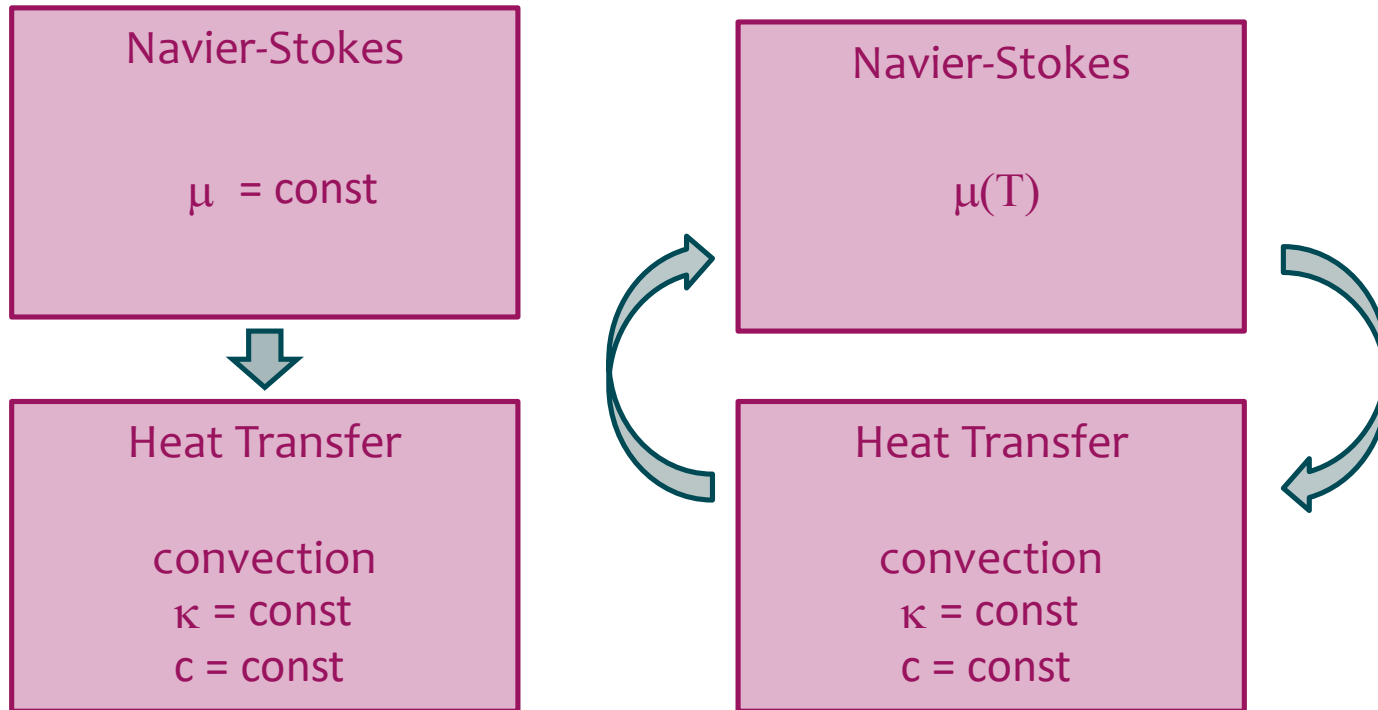 Navier-Stokes
μ = const
Heat Transfer
convection
κ = const
c = const
Navier-Stokes
μ(T)
Heat Transfer
convection
κ = const
c = const